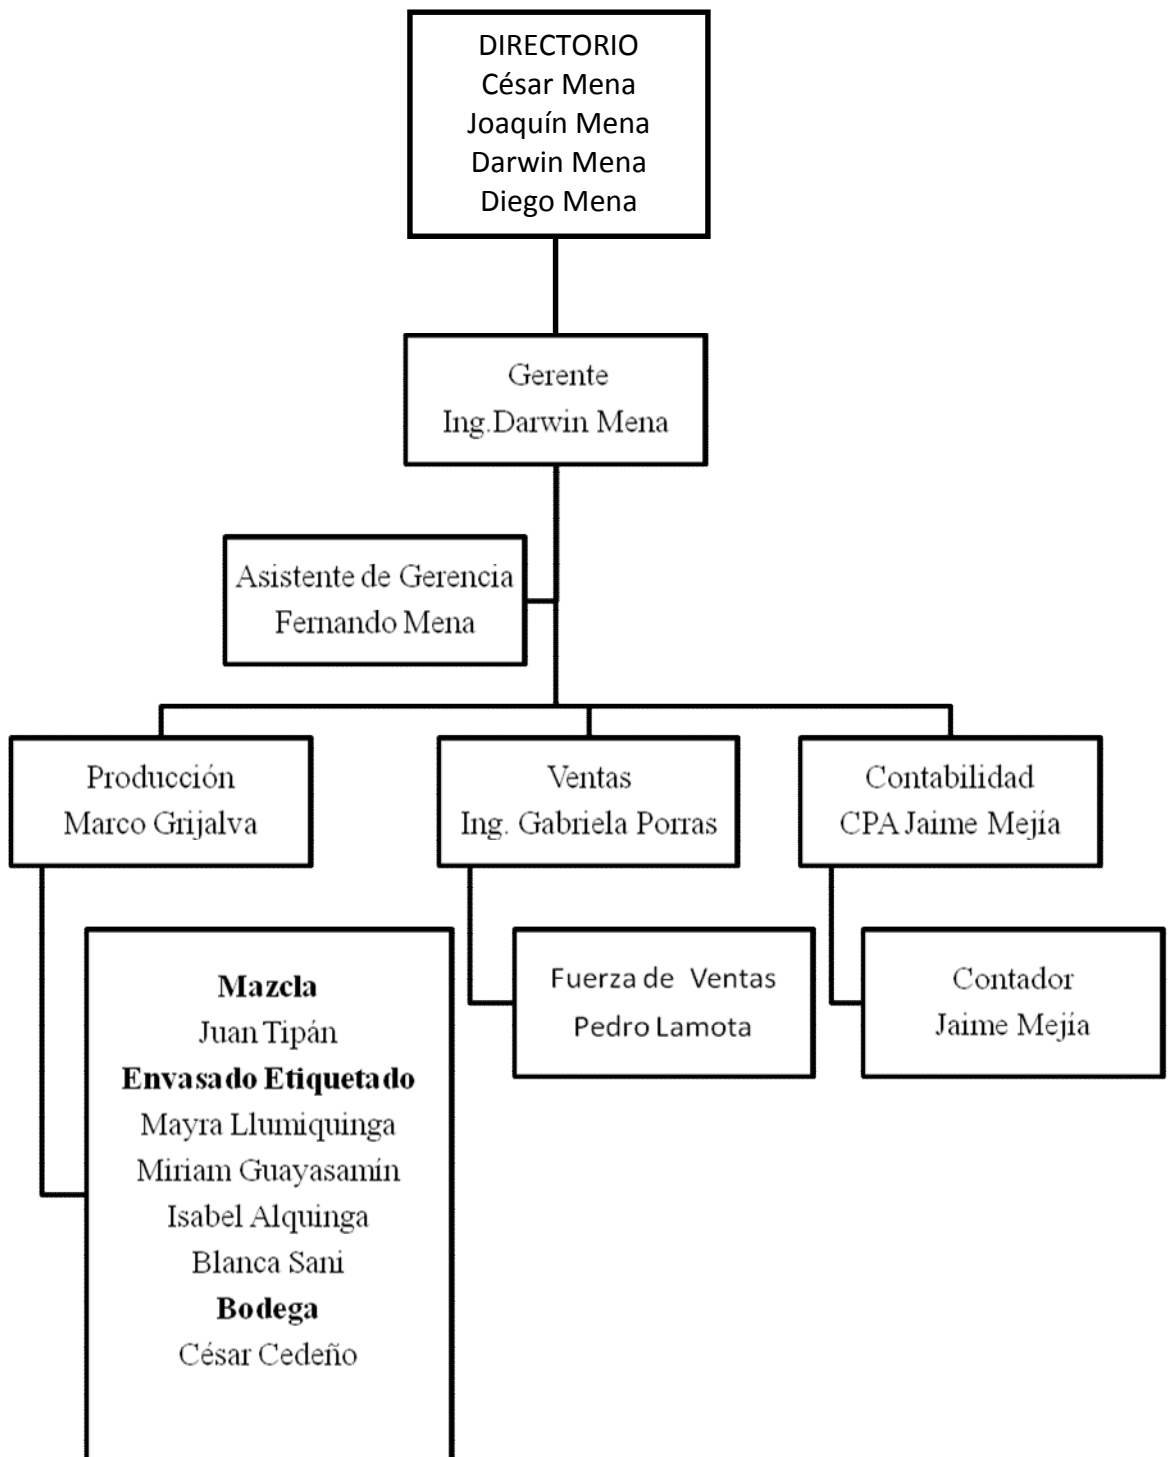 DIRECTORIO
César Mena
Joaquín Mena
Darwin Mena
Diego Mena
Gerente
Ing.Darwin Mena
Asistente de Gerencia
Fernando Mena
Producción
Marco Grijalva
Ventas
Ing. Gabriela Porras
Contabilidad
CPA Jaime Mejía
Mazcla
Juan Tipán
Envasado Etiquetado
Mayra Llumiquinga
Miriam Guayasamín
Isabel Alquinga
Blanca Sani
Bodega
César Cedeño
Fuerza de Ventas
Pedro Lamota
Contador
Jaime Mejía